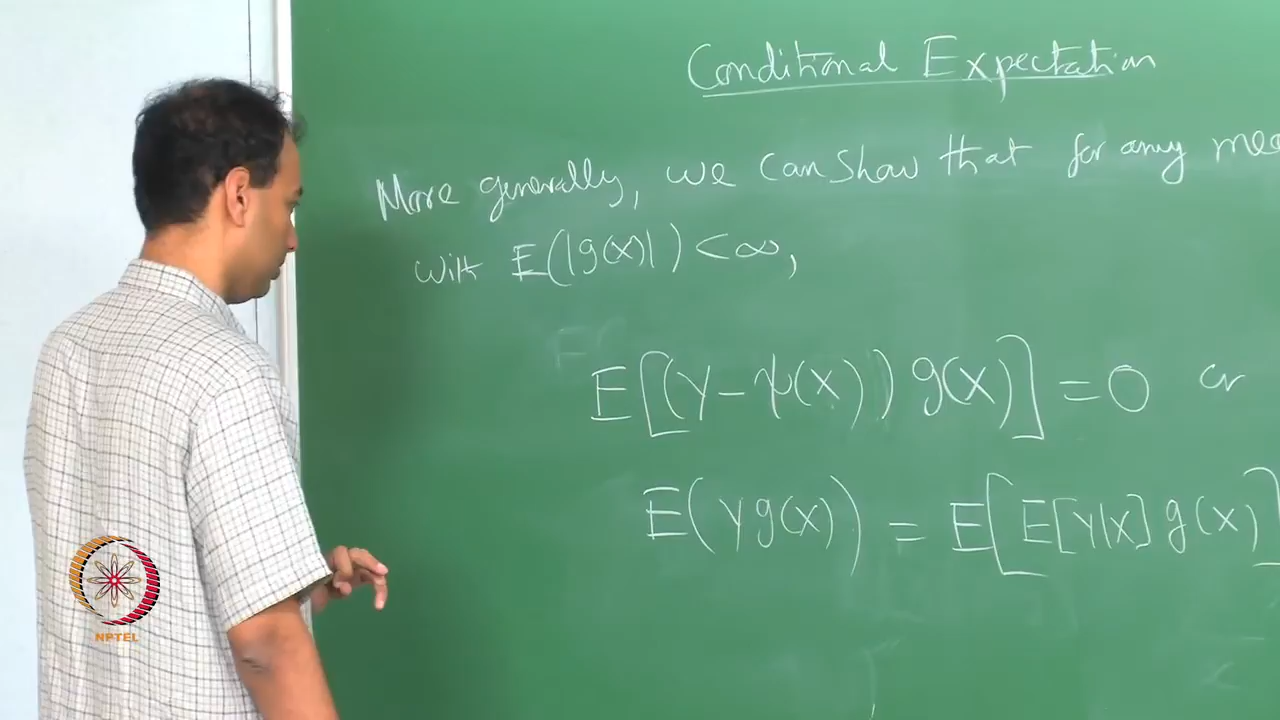 Conditional Expectation
More generally, we can show that for any mea
with E(|g(X)|) < ∞,
E[(Y - ψ(X)) g(X)] = 0 or
E(Y g(X)) = E[E[Y|X] g(X)]
NPTEL